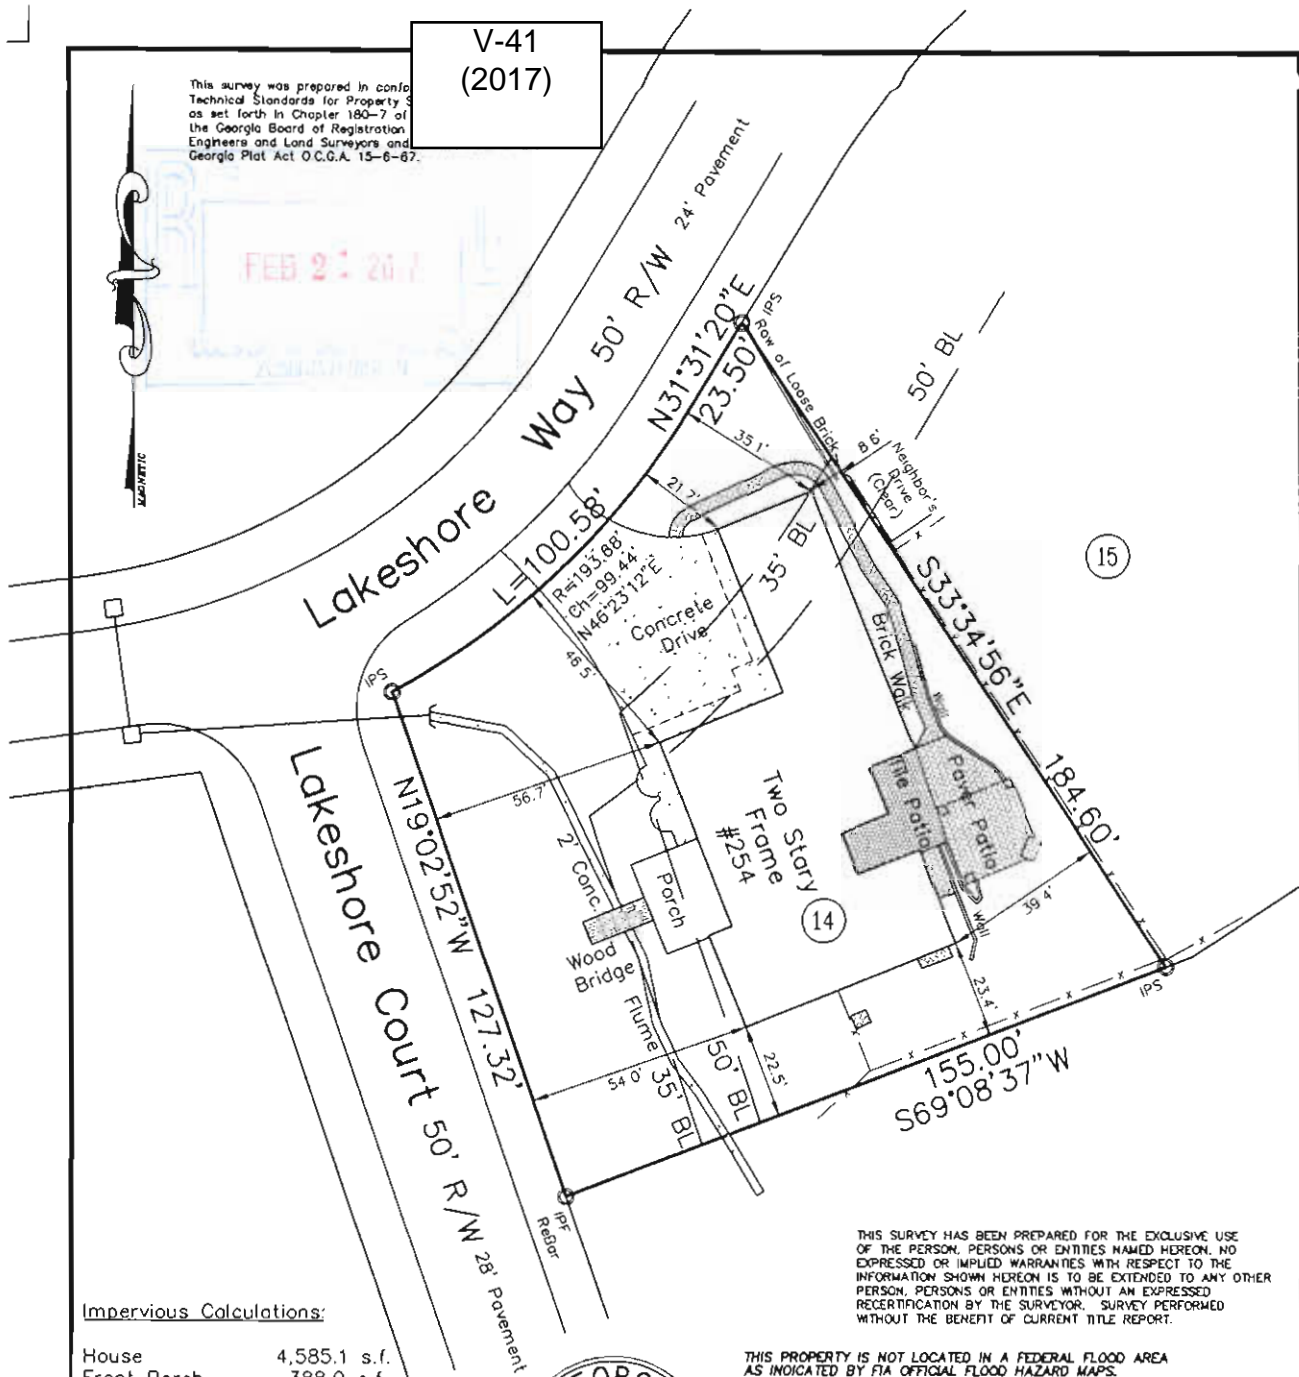 V-41
(2017)
This survey was prepared in
Technical Standards for Property
as set forth in Chapter 180-7 of
the Georgia Board of Registration
Engineers and Land Surveyors and
Georgia Plat Act O.C.G.A. 15-6-67.
FEB 2
MAGNETIC
Lakeshore Way 50' R/W 24' Pavement
N31°31'20"E
23.50'
IPS
Row of Loose Brick
50' BL
35.1'
8.6'
Neighbor's
Drive
(Clear)
21.7'
L=100.58'
R=193.88'
Ch=99.44'
N46°23'12"E
35' BL
Concrete
Drive
46.5'
15
S33°34'56"E
184.60'
Brick Walk
Wall
IPS
56.7'
Tile Patio
Paver Patio
Two Story
Frame
#254
14
Porch
2' Conc.
Flume
Wood
Bridge
39.4'
Wall
23.4'
IPS
N19°02'52"W 127.32'
Lakeshore Court 50' R/W 28' Pavement
54.0'
35' BL
50' BL
22.5'
155.00'
S69°08'37"W
IPF
ReBar
THIS SURVEY HAS BEEN PREPARED FOR THE EXCLUSIVE USE
OF THE PERSON, PERSONS OR ENTITIES NAMED HEREON. NO
EXPRESSED OR IMPLIED WARRANTIES WITH RESPECT TO THE
INFORMATION SHOWN HEREON IS TO BE EXTENDED TO ANY OTHER
PERSON, PERSONS OR ENTITIES WITHOUT AN EXPRESSED
RECERTIFICATION BY THE SURVEYOR. SURVEY PERFORMED
WITHOUT THE BENEFIT OF CURRENT TITLE REPORT.
Impervious Calculations:
House 4,585.1 s.f.
Front Porch 388.0 s.f.
THIS PROPERTY IS NOT LOCATED IN A FEDERAL FLOOD AREA
AS INDICATED BY FIA OFFICIAL FLOOD HAZARD MAPS.